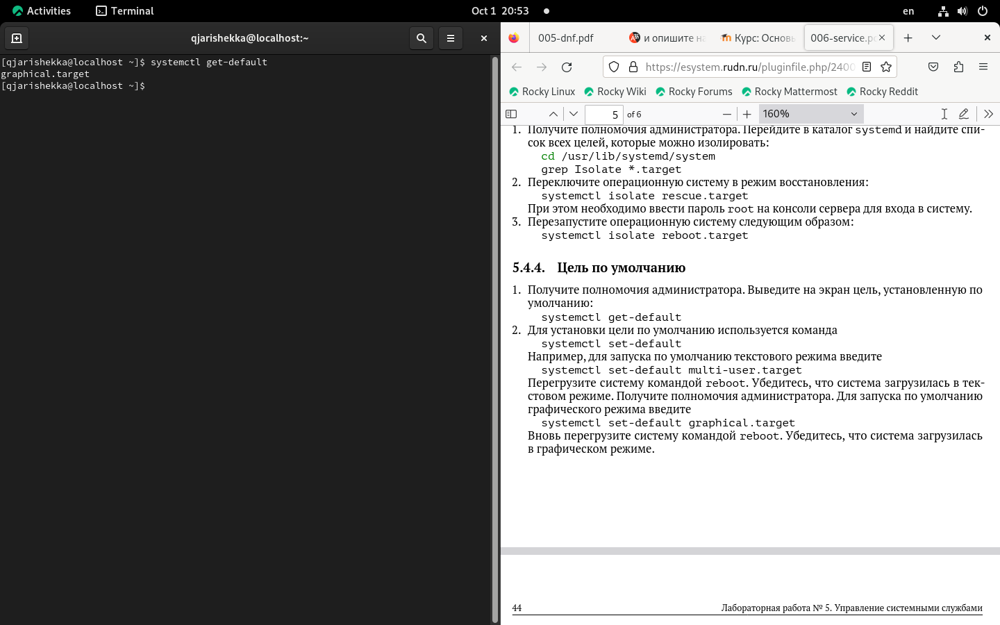 Activities Terminal Oct 1 20:53 en
qjarishekka@localhost:~
[qjarishekka@localhost ~]$ systemctl get-default
graphical.target
[qjarishekka@localhost ~]$
005-dnf.pdf и опишите на Курс: Основы 006-service.pd
https://esystem.rudn.ru/pluginfile.php/2400
Rocky Linux Rocky Wiki Rocky Forums Rocky Mattermost Rocky Reddit
5 of 6 160%
1. Получите полномочия администратора. Перейдите в каталог systemd и найдите спи-
сок всех целей, которые можно изолировать:
cd /usr/lib/systemd/system
grep Isolate *.target
2. Переключите операционную систему в режим восстановления:
systemctl isolate rescue.target
При этом необходимо ввести пароль root на консоли сервера для входа в систему.
3. Перезапустите операционную систему следующим образом:
systemctl isolate reboot.target
5.4.4. Цель по умолчанию
1. Получите полномочия администратора. Выведите на экран цель, установленную по
умолчанию:
systemctl get-default
2. Для установки цели по умолчанию используется команда
systemctl set-default
Например, для запуска по умолчанию текстового режима введите
systemctl set-default multi-user.target
Перегрузите систему командой reboot. Убедитесь, что система загрузилась в тек-
стовом режиме. Получите полномочия администратора. Для запуска по умолчанию
графического режима введите
systemctl set-default graphical.target
Вновь перегрузите систему командой reboot. Убедитесь, что система загрузилась
в графическом режиме.
44 Лабораторная работа № 5. Управление системными службами